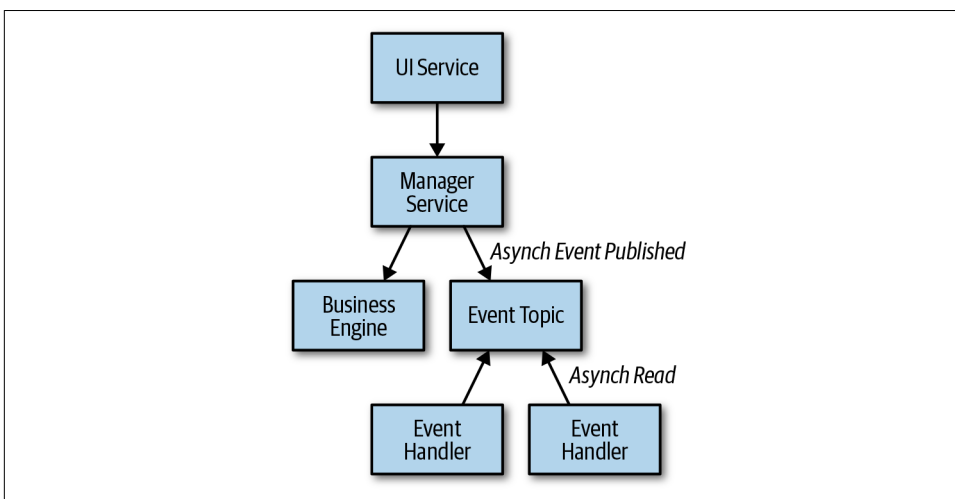 UI Service
Manager
Service
Asynch Event Published
Business
Engine
Event Topic
Asynch Read
Event
Handler
Event
Handler